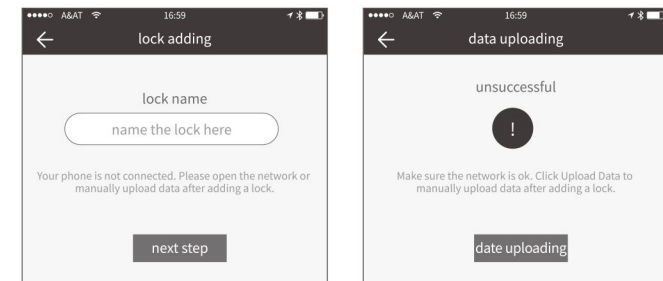 A&AT 16:59
lock adding
lock name
name the lock here
Your phone is not connected. Please open the network or
manually upload data after adding a lock.
next step
A&AT 16:59
data uploading
unsuccessful
!
Make sure the network is ok. Click Upload Data to
manually upload data after adding a lock.
date uploading